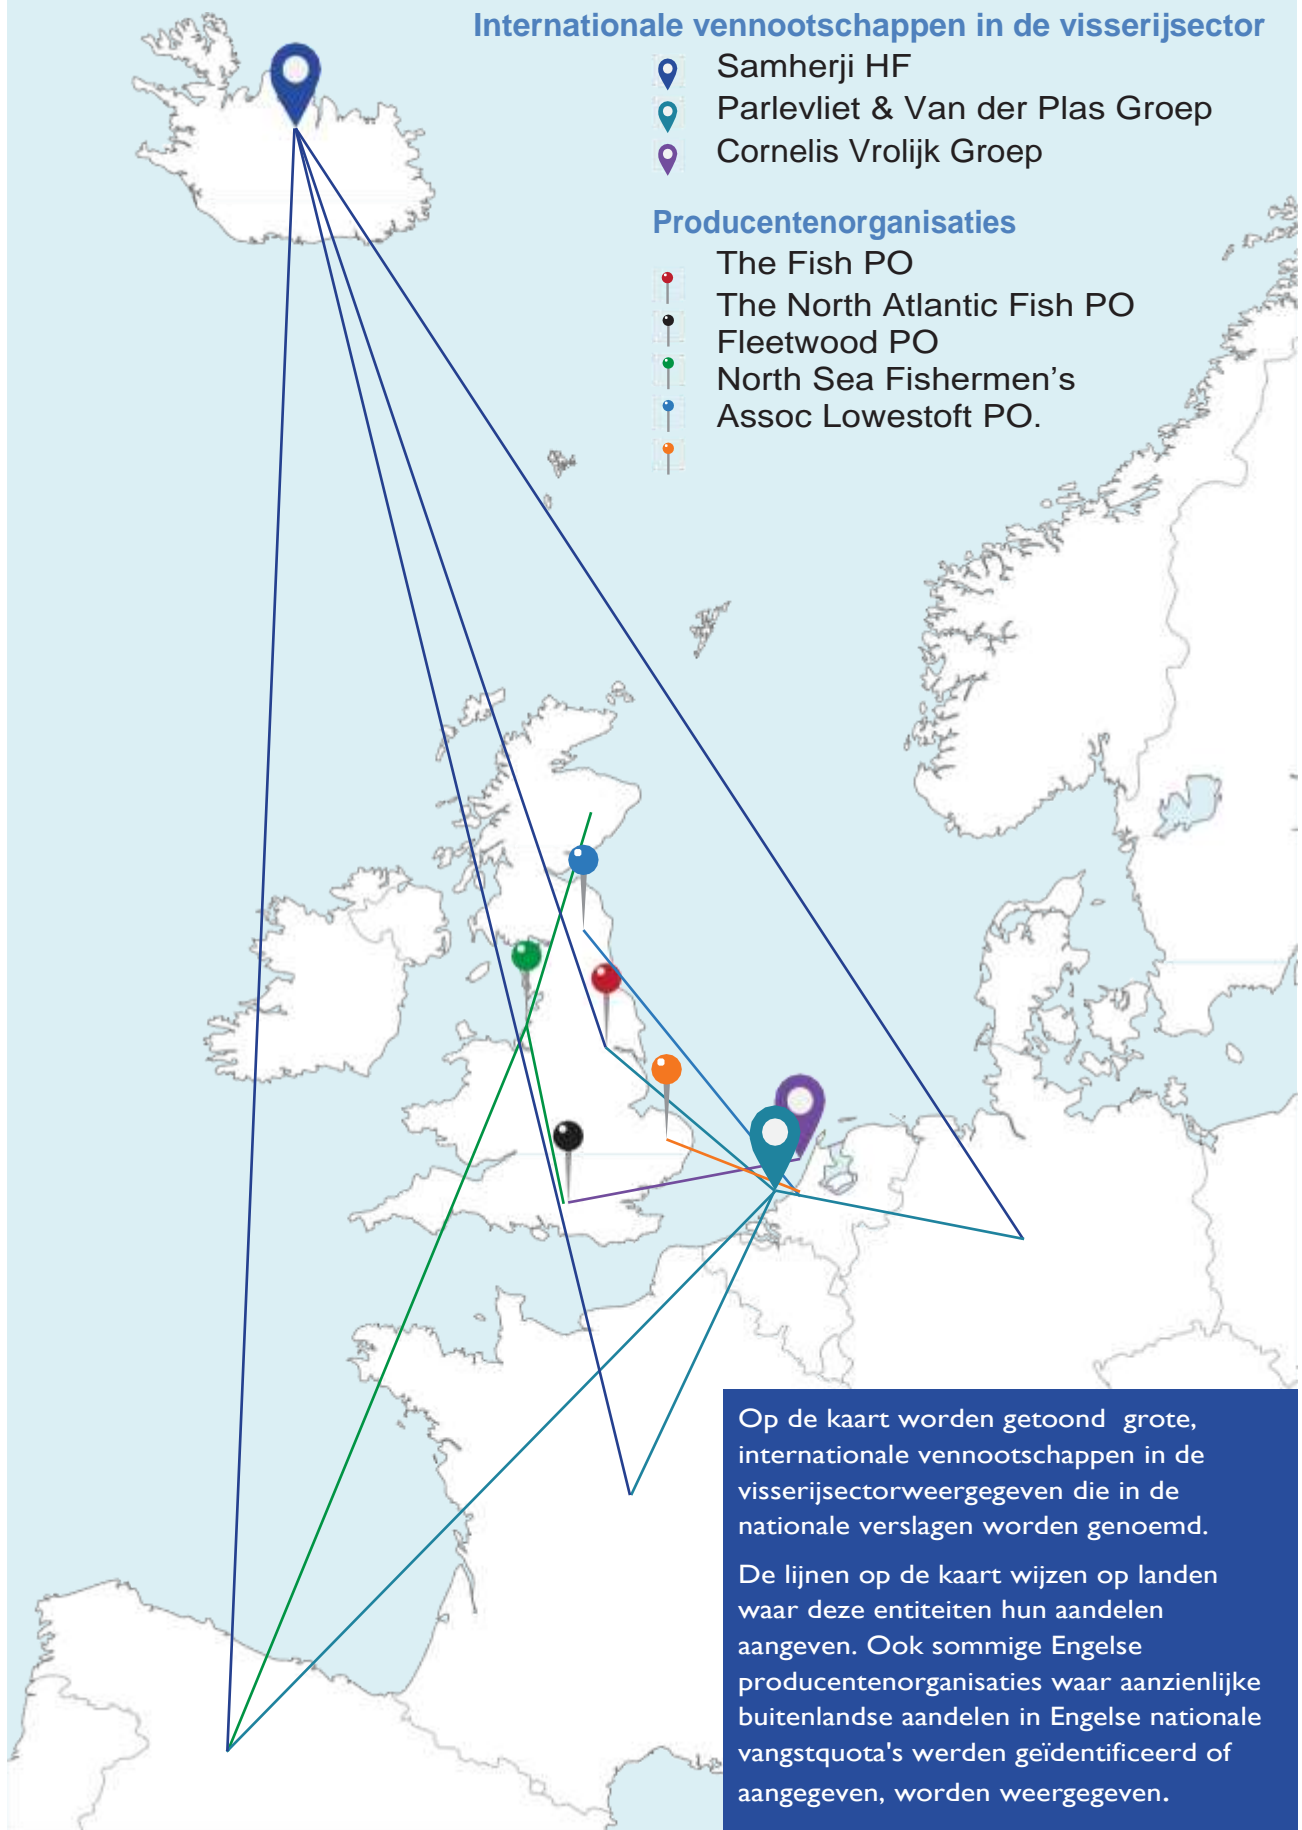 Internationale vennootschappen in de visserijsector
Samherji HF
Parlevliet & Van der Plas Groep
Cornelis Vrolijk Groep
Producentenorganisaties
The Fish PO
The North Atlantic Fish PO
Fleetwood PO
North Sea Fishermen’s
Assoc Lowestoft PO.
Op de kaart worden getoond  grote,
internationale vennootschappen in de
visserijsectorweergegeven die in de
nationale verslagen worden genoemd.
De lijnen op de kaart wijzen op landen
waar deze entiteiten hun aandelen
aangeven. Ook sommige Engelse
producentenorganisaties waar aanzienlijke
buitenlandse aandelen in Engelse nationale
vangstquota's werden geïdentificeerd of
aangegeven, worden weergegeven.